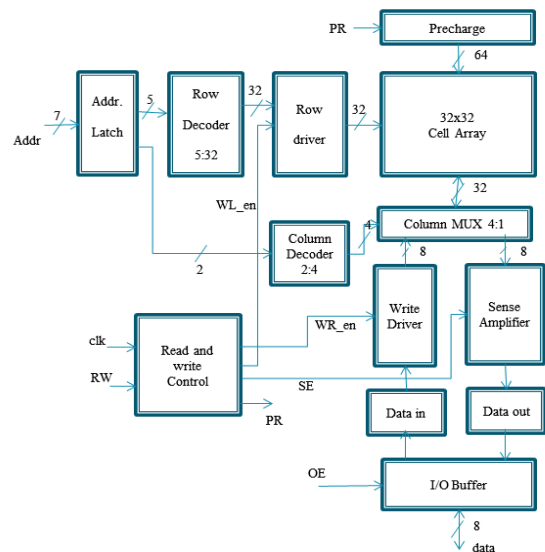 PR
Precharge
64
7
Addr
Addr.
Latch
5
Row
Decoder
5:32
32
Row
driver
32
32x32
Cell Array
32
WL_en
2
Column
Decoder
2:4
4
Column MUX 4:1
8
8
clk
RW
Read and
write
Control
WR_en
SE
PR
Write
Driver
Sense
Amplifier
Data in
Data out
OE
I/O Buffer
8
data